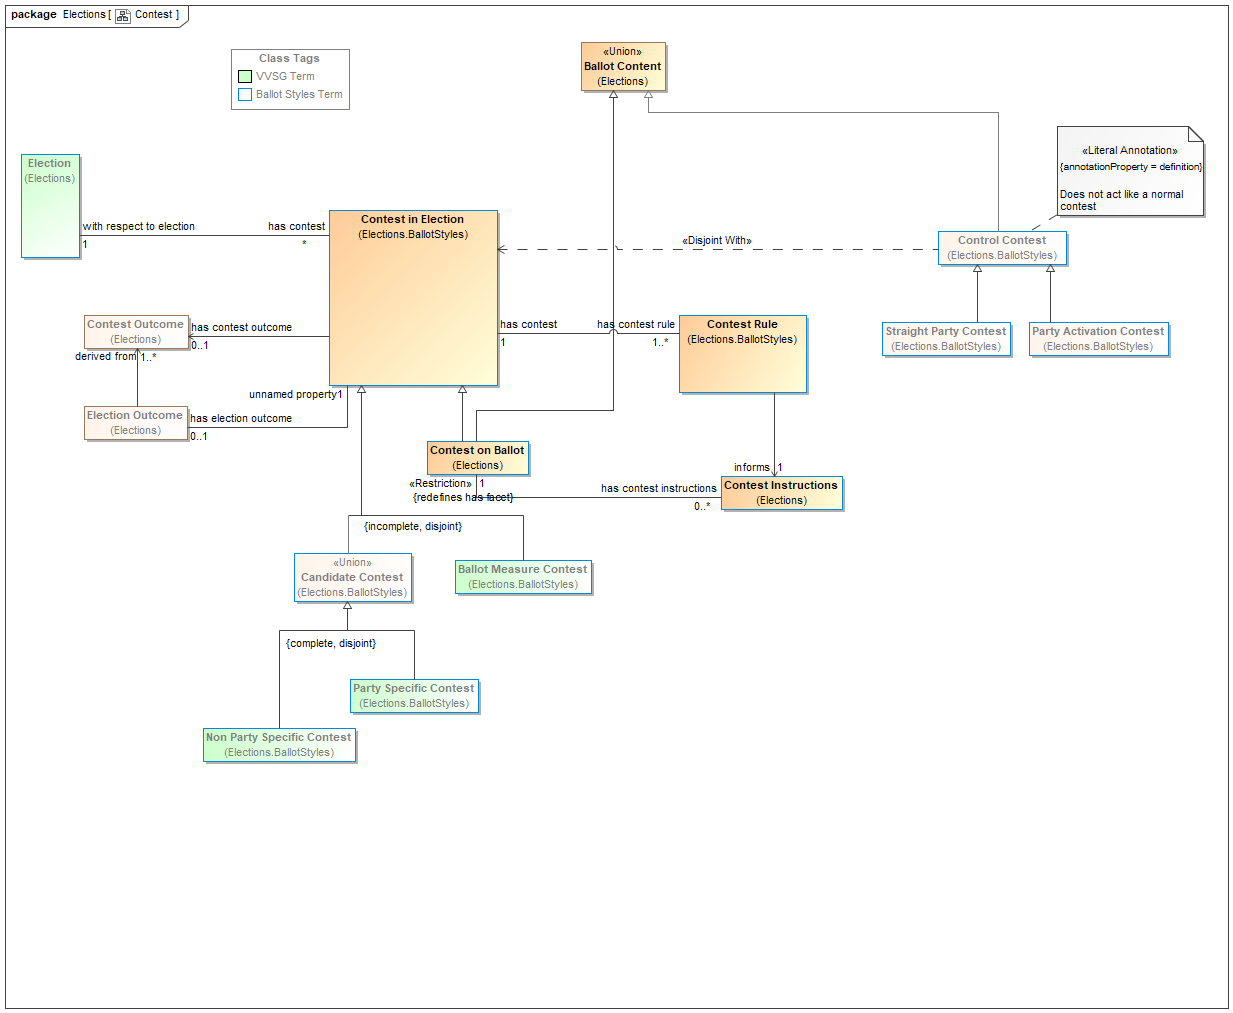 package Elections [ Contest ]
Class Tags
VVSG Term
Ballot Styles Term
«Union»
Ballot Content
(Elections)
«Literal Annotation»
{annotationProperty = definition}
Does not act like a normal
contest
Election
(Elections)
with respect to election
1
has contest
*
Contest in Election
(Elections.BallotStyles)
«Disjoint With»
Control Contest
(Elections.BallotStyles)
Straight Party Contest
(Elections.BallotStyles)
Party Activation Contest
(Elections.BallotStyles)
Contest Outcome
(Elections)
has contest outcome
0..1
derived from
1..*
Election Outcome
(Elections)
has election outcome
0..1
unnamed property
1
has contest
1
has contest rule
1..*
Contest Rule
(Elections.BallotStyles)
informs
1
Contest on Ballot
(Elections)
«Restriction»
1
{redefines has facet}
has contest instructions
0..*
Contest Instructions
(Elections)
{incomplete, disjoint}
«Union»
Candidate Contest
(Elections.BallotStyles)
Ballot Measure Contest
(Elections.BallotStyles)
{complete, disjoint}
Party Specific Contest
(Elections.BallotStyles)
Non Party Specific Contest
(Elections.BallotStyles)